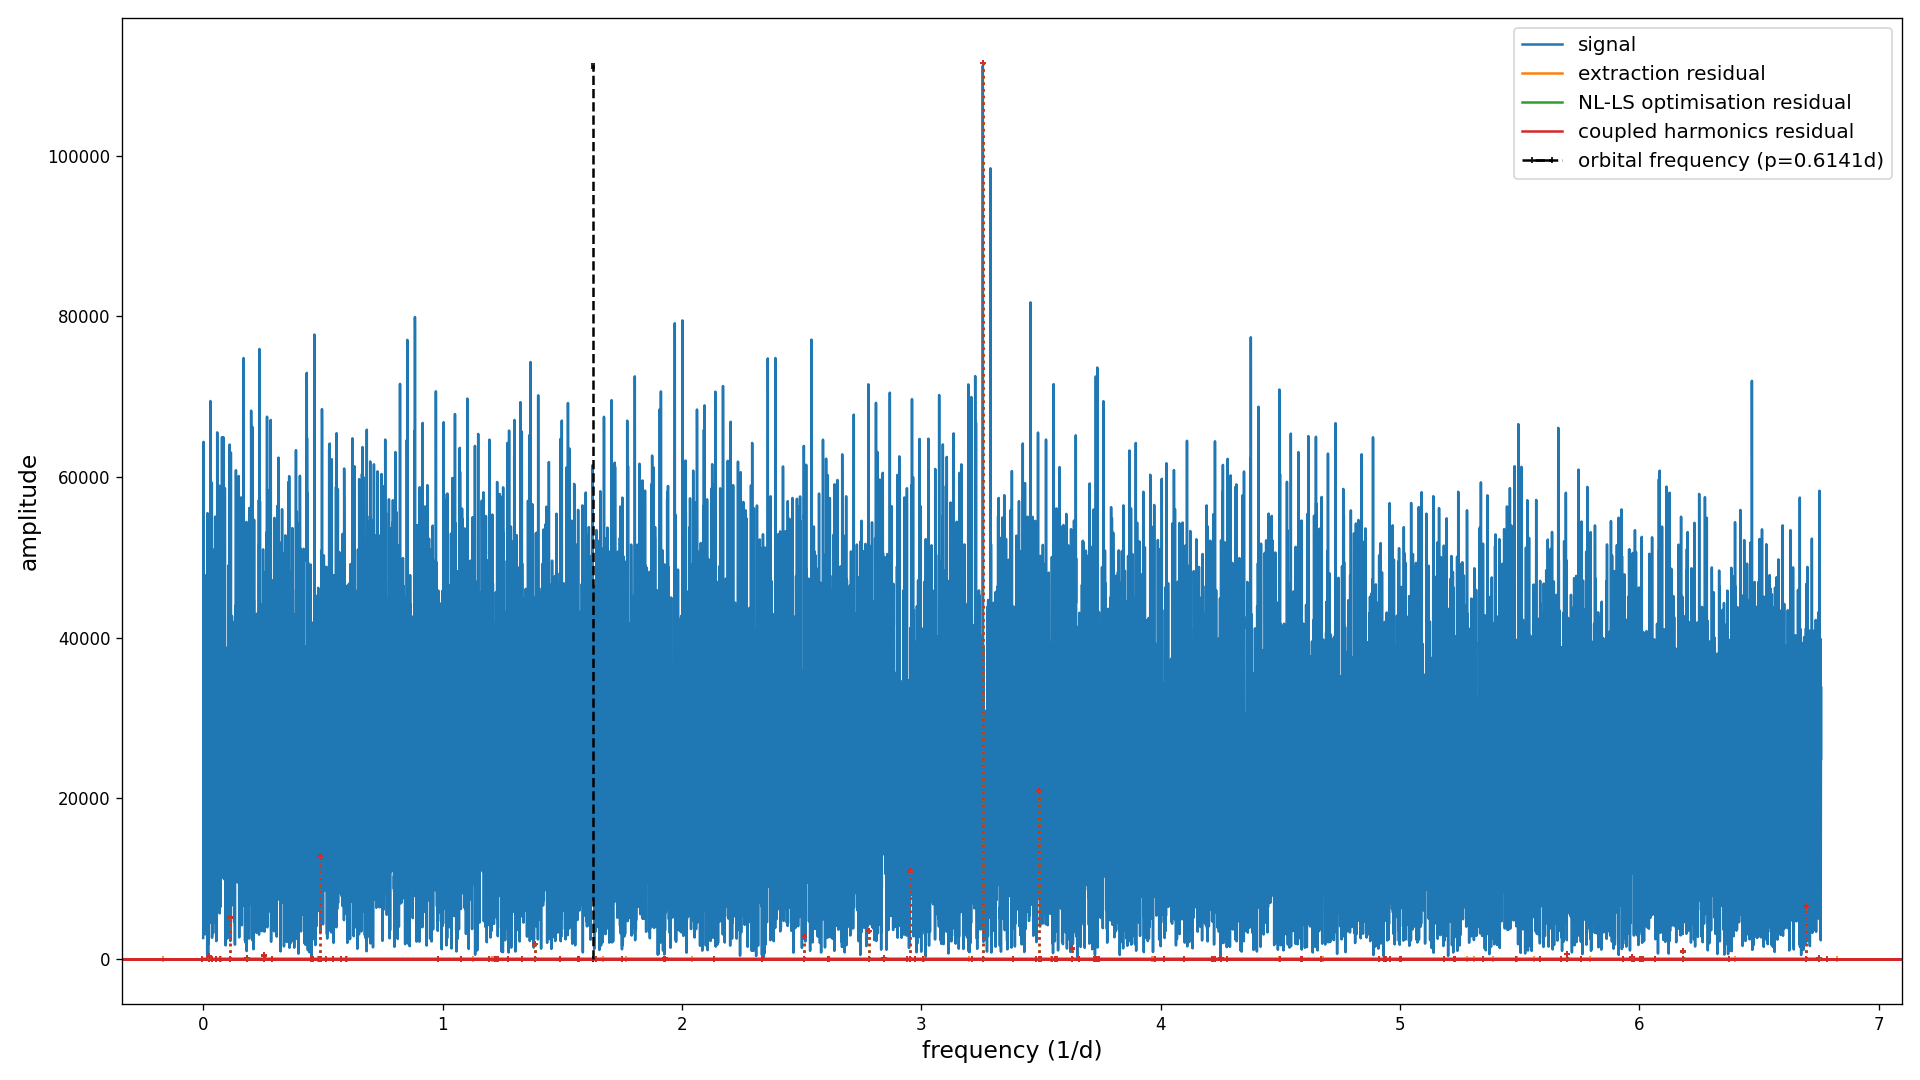 signal
extraction residual
NL-LS optimisation residual
coupled harmonics residual
orbital frequency (p=0.6141d)
amplitude
100000
80000
60000
40000
20000
0
0 1 2 3 4 5 6 7
frequency (1/d)